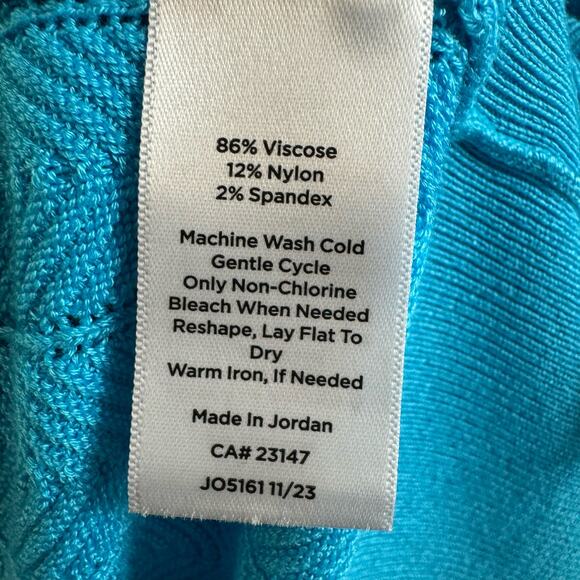 86% Viscose
12% Nylon
2% Spandex
Machine Wash Cold
Gentle Cycle
Only Non-Chlorine
Bleach When Needed
Reshape, Lay Flat To
Dry
Warm Iron, If Needed
Made In Jordan
CA# 23147
JO5161 11/23